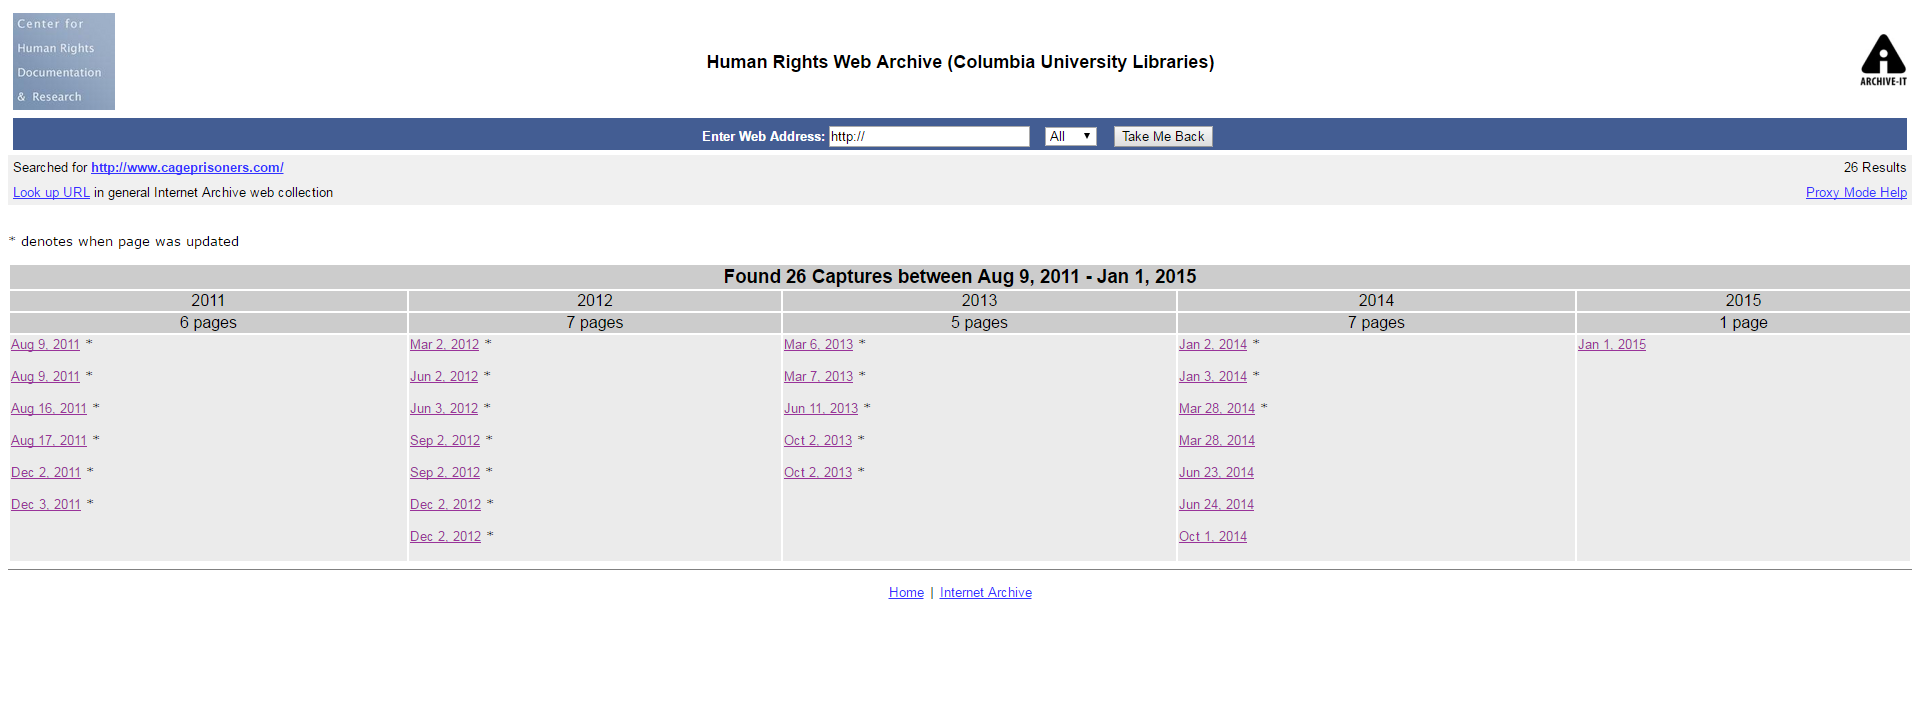 Center for
Human Rights
Documentation
& Research
Human Rights Web Archive (Columbia University Libraries)
ARCHIVE-IT
Enter Web Address: http:// All Take Me Back
Searched for http://www.cageprisoners.com/ 26 Results
Look up URL in general Internet Archive web collection Proxy Mode Help
* denotes when page was updated
Found 26 Captures between Aug 9, 2011 - Jan 1, 2015
2011 2012 2013 2014 2015
6 pages 7 pages 5 pages 7 pages 1 page
Aug 9, 2011 * Mar 2, 2012 * Mar 6, 2013 * Jan 2, 2014 * Jan 1, 2015
Aug 9, 2011 * Jun 2, 2012 * Mar 7, 2013 * Jan 3, 2014 *
Aug 16, 2011 * Jun 3, 2012 * Jun 11, 2013 * Mar 28, 2014 *
Aug 17, 2011 * Sep 2, 2012 * Oct 2, 2013 * Mar 28, 2014
Dec 2, 2011 * Sep 2, 2012 * Oct 2, 2013 * Jun 23, 2014
Dec 3, 2011 * Dec 2, 2012 * Jun 24, 2014
Dec 2, 2012 * Oct 1, 2014
Home | Internet Archive